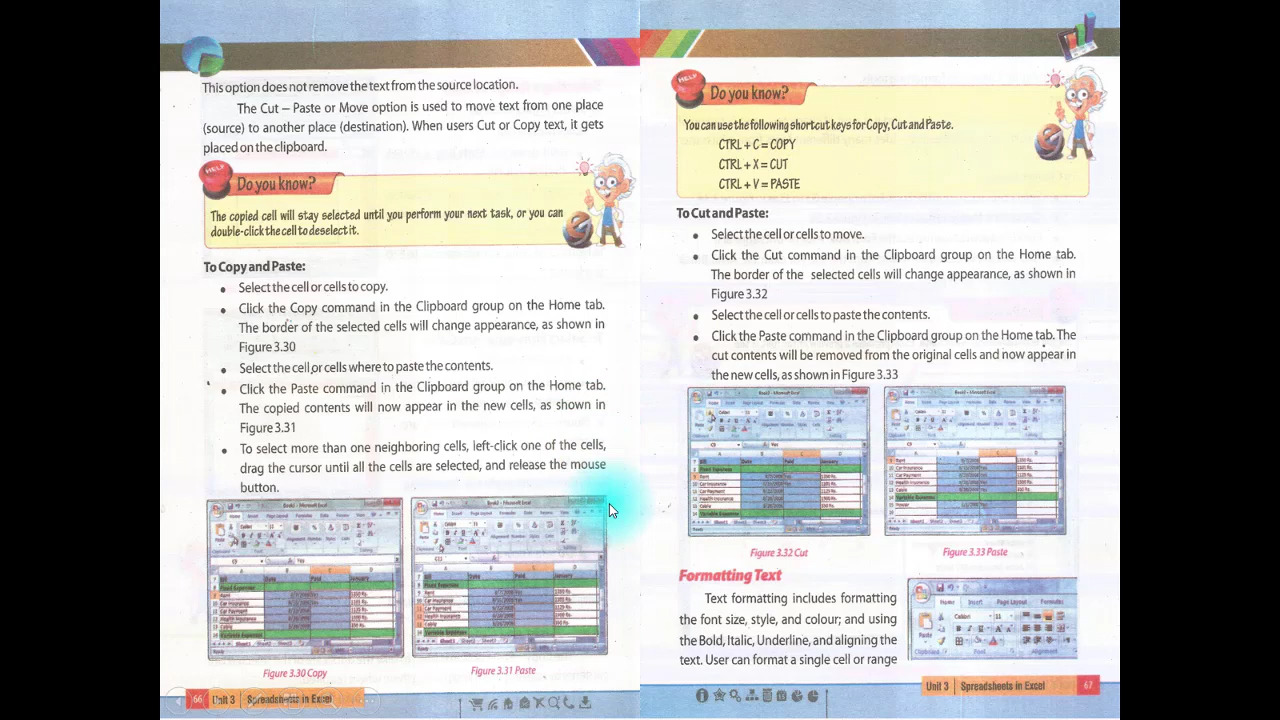 This option does not remove the text from the source location.
The Cut – Paste or Move option is used to move text from one place
(source) to another place (destination). When users Cut or Copy text, it gets
placed on the clipboard.
HELP
Do you know?
The copied cell will stay selected until you perform your next task, or you can
double-click the cell to deselect it.
To Copy and Paste:
• Select the cell or cells to copy.
• Click the Copy command in the Clipboard group on the Home tab.
The border of the selected cells will change appearance, as shown in
Figure 3.30
• Select the cell or cells where to paste the contents.
• Click the Paste command in the Clipboard group on the Home tab.
The copied contents will now appear in the new cells, as shown in
Figure 3.31
• To select more than one neighboring cells, left-click one of the cells,
drag the cursor until all the cells are selected, and release the mouse
button.
Figure 3.30 Copy
Figure 3.31 Paste
66 Unit 3 Spreadsheets in Excel
HELP
Do you know?
You can use the following shortcut keys for Copy, Cut and Paste.
CTRL + C = COPY
CTRL + X = CUT
CTRL + V = PASTE
To Cut and Paste:
• Select the cell or cells to move.
• Click the Cut command in the Clipboard group on the Home tab.
The border of the selected cells will change appearance, as shown in
Figure 3.32
• Select the cell or cells to paste the contents.
• Click the Paste command in the Clipboard group on the Home tab. The
cut contents will be removed from the original cells and now appear in
the new cells, as shown in Figure 3.33
Figure 3.32 Cut
Figure 3.33 Paste
Formatting Text
Text formatting includes formatting
the font size, style, and colour; and using
the Bold, Italic, Underline, and aligning the
text. User can format a single cell or range
Home Insert Page Layout Formulas
Calibri 11
Paste
Clipboard Font Alignment
Unit 3 Spreadsheets in Excel 67